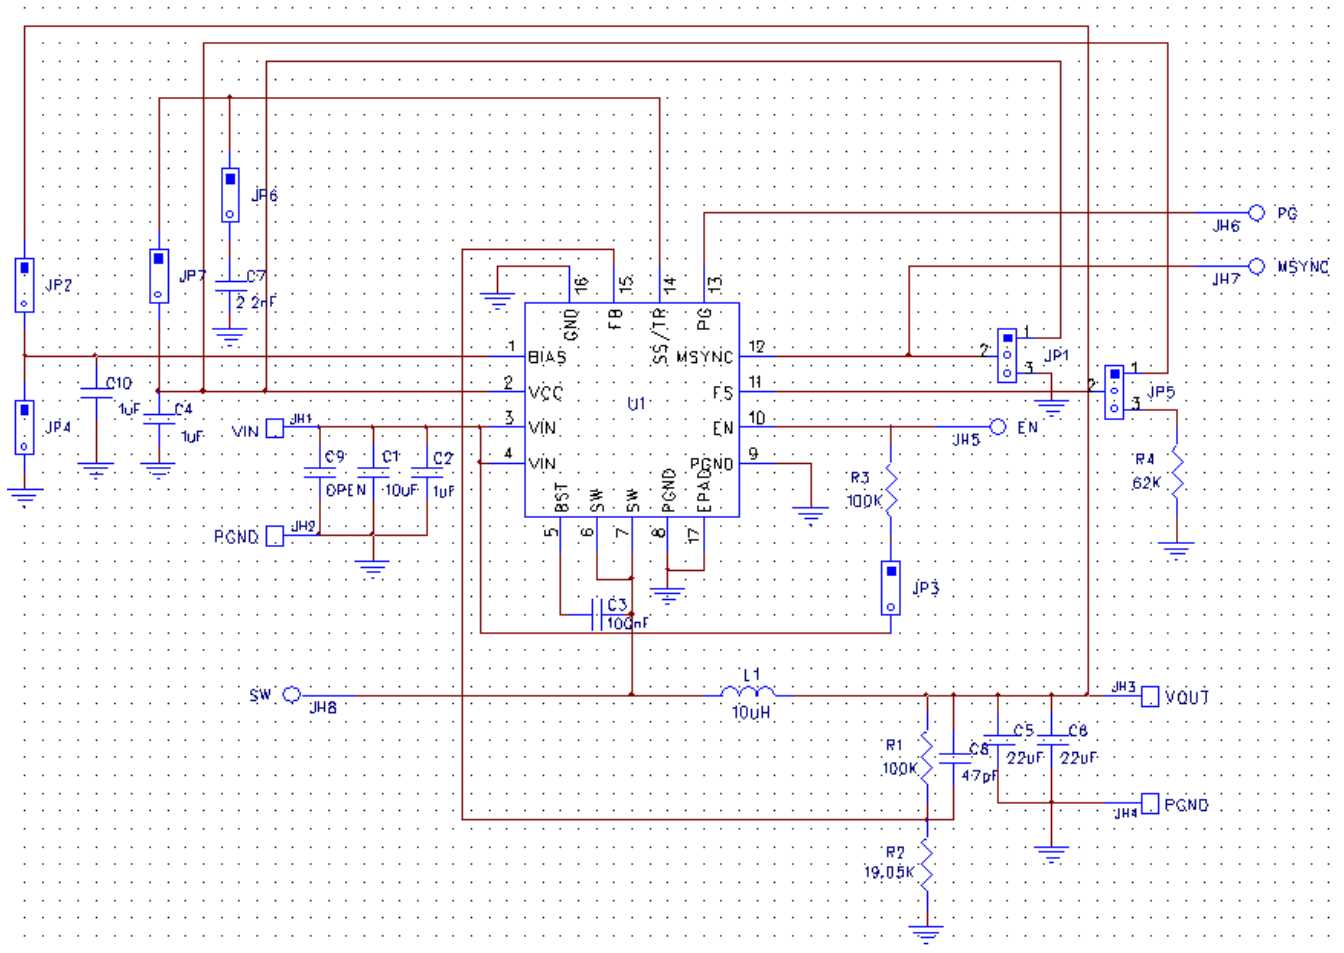 JP6
PG
JH6
JP2
JP7
C7
2.2nF
MSYNC
JH7
16
15
14
13
GND
FB
SS/TR
PG
1
BIAS
MSYNC
12
2
1
3
JP1
C10
1uF
C4
1uF
2
VCC
U1
FS
11
2
1
3
JP5
JP4
VIN
JH1
3
VIN
EN
10
JH5
EN
C9
OPEN
C1
10uF
C2
1uF
4
VIN
PGND
9
R3
100K
R4
62K
BST
SW
SW
PGND
EPAD
5
6
7
8
17
PGND
JH2
JP3
C3
100nF
SW
JH8
L1
10uH
JH3
VOUT
R1
100K
47pF
C5
22uF
C6
22uF
JH4
PGND
R2
19.05K